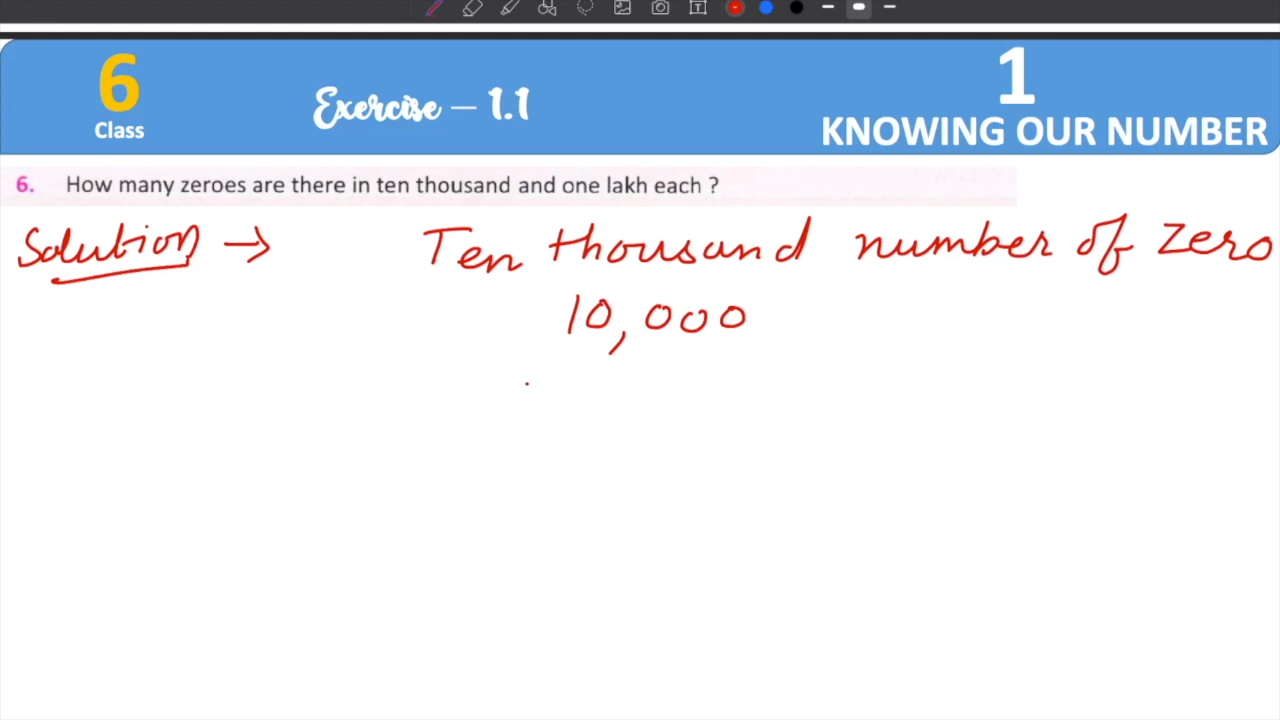 6
Class
Exercise – 1.1
1
KNOWING OUR NUMBER
6. How many zeroes are there in ten thousand and one lakh each ?
Solution → Ten thousand number of zero
10,000